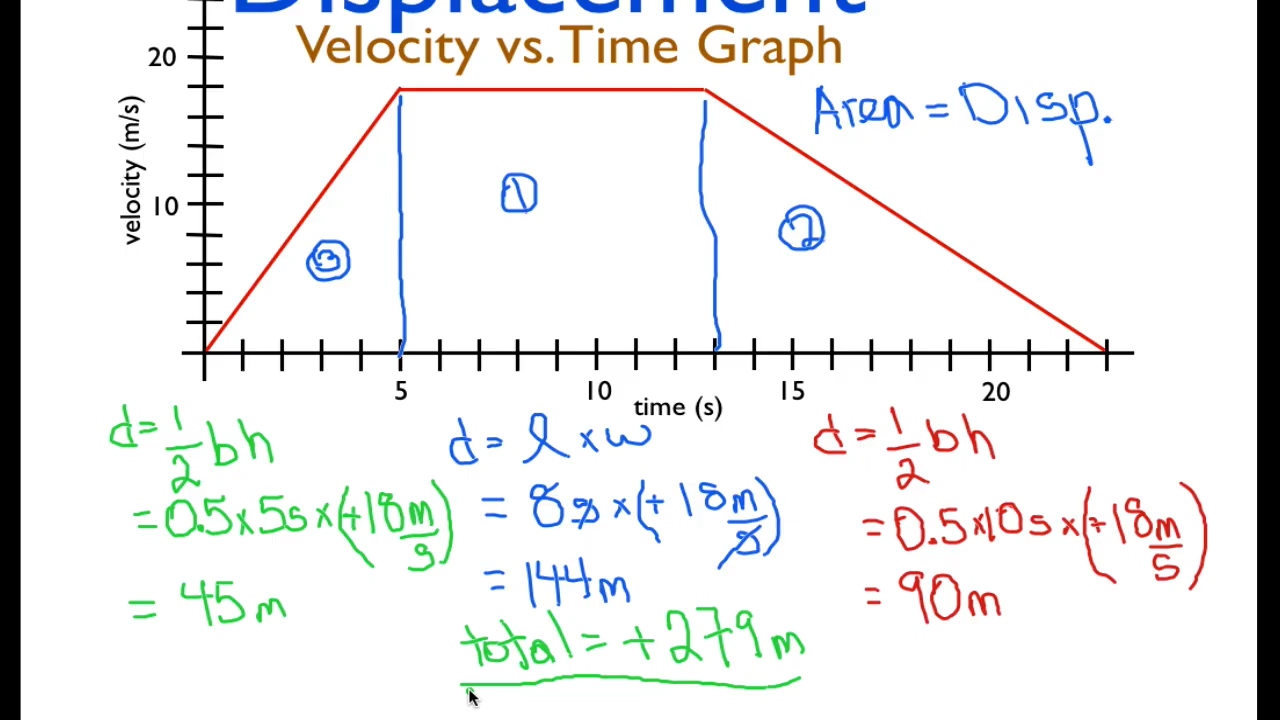 Displacement
Velocity vs. Time Graph
20
10
velocity (m/s)
Area = Disp.
1
2
3
5
10
15
20
time (s)
d = 1/2 bh
= 0.5 x 5s x (+18 m/s)
= 45 m
d = l x w
= 8s x (+18 m/s)
= 144 m
d = 1/2 bh
= 0.5 x 10s x (+18 m/s)
= 90 m
total = +279 m